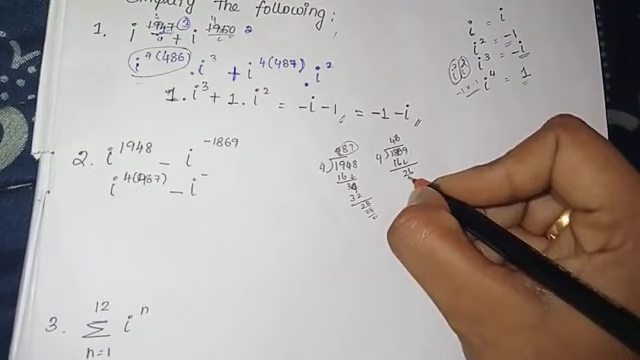 Simplify the following;
1. i^1947 + i^1950
i^4(486) . i^3 + i^4(487) . i^2
1. i^3 + 1. i^2 = -i - 1, = -1 - i,
i = i
i^2 = -1
i^3 = -i
i^4 = 1
2. i^1948 - i^-1869
i^4(487) - i^-
487
4) 1948
16
34
32
28
28
46
4) 1869
16
26
3. 12
Σ i^n
n=1